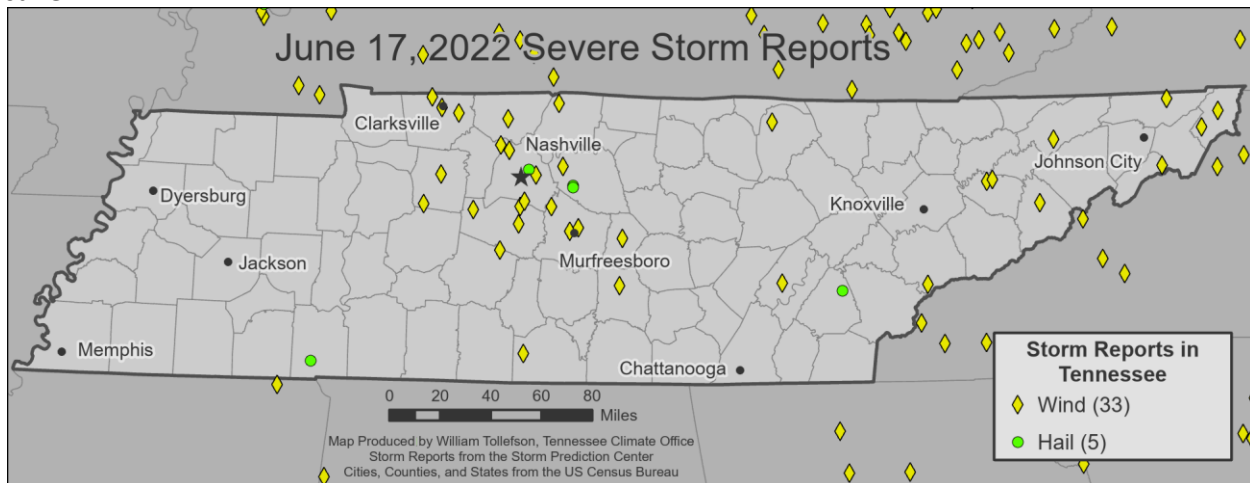 June 17, 2022 Severe Storm Reports
Clarksville
Nashville
Johnson City
Dyersburg
Knoxville
Jackson
Murfreesboro
Memphis
Chattanooga
Storm Reports in
Tennessee
Wind (33)
Hail (5)
0 20 40 60 80
Miles
Map Produced by William Tollefson, Tennessee Climate Office
Storm Reports from the Storm Prediction Center
Cities, Counties, and States from the US Census Bureau